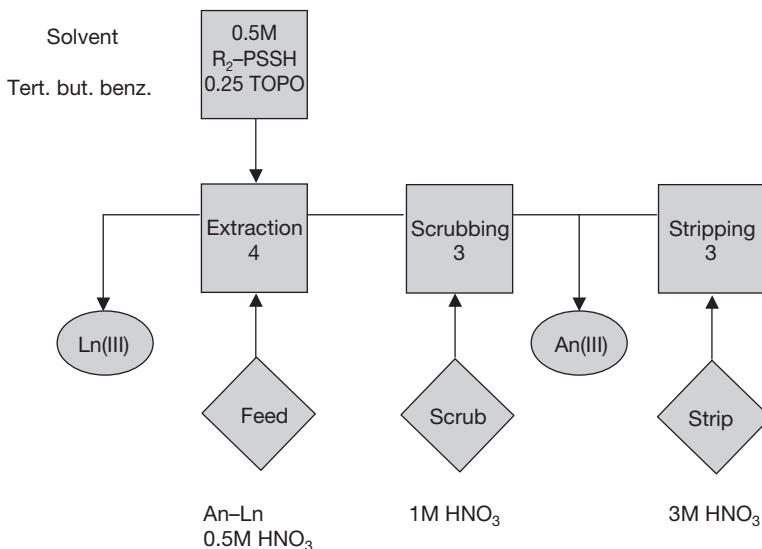 Solvent
Tert. but. benz.
0.5M
R₂–PSSH
0.25 TOPO
Extraction
4
Scrubbing
3
Stripping
3
Ln(III)
An(III)
Feed
Scrub
Strip
An–Ln
0.5M HNO₃
1M HNO₃
3M HNO₃